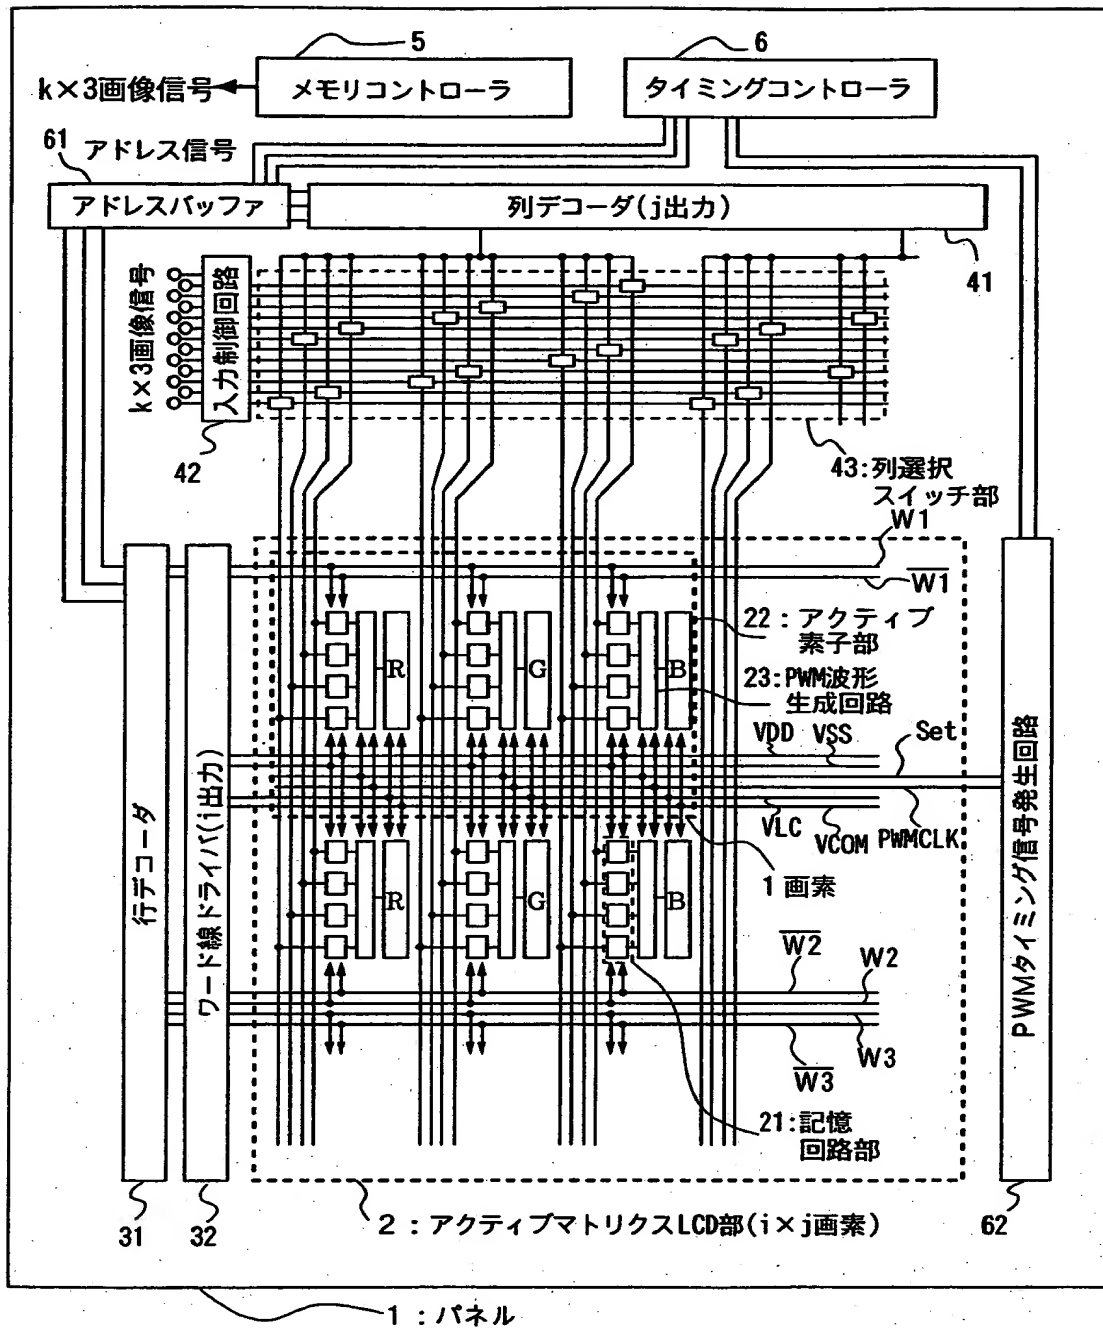 5
6
k×3画像信号
メモリコントローラ
タイミングコントローラ
61
アドレス信号
アドレスバッファ
列デコーダ(j出力)
41
k×3画像信号
入力制御回路
42
43:列選択
スイッチ部
W1
W1
22:アクティブ
素子部
R
G
B
23:PWM波形
生成回路
VDD
VSS
Set
VLC
VCOM
PWMCLK
1画素
R
G
B
行デコーダ
ワード線ドライバ(i出力)
PWMタイミング信号発生回路
W2
W2
W3
W3
21:記憶
回路部
31
32
2:アクティブマトリクスLCD部(i×j画素)
62
1:パネル